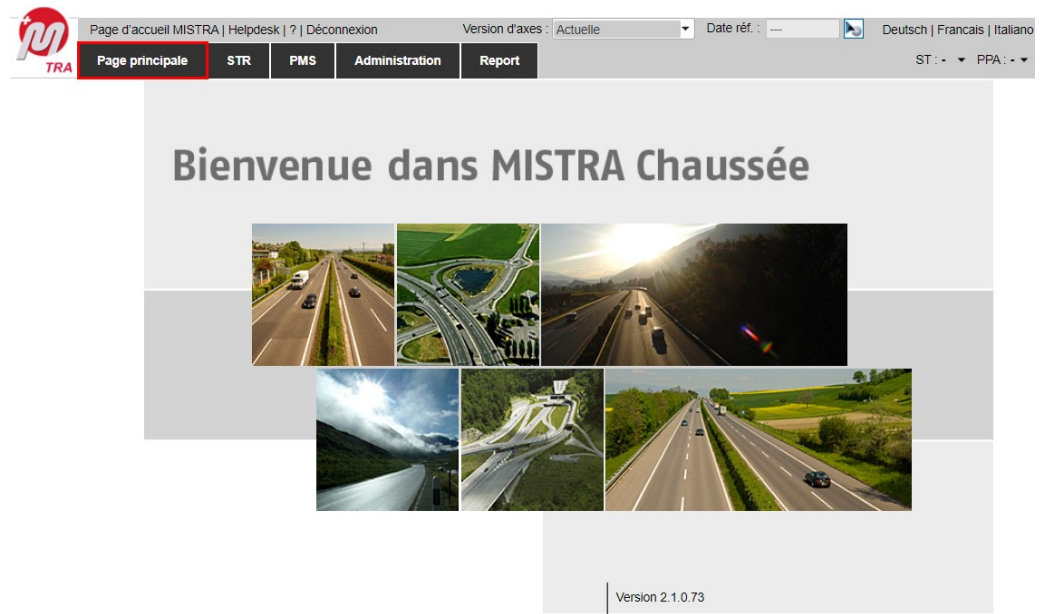 Page d'accueil MISTRA | Helpdesk | ? | Déconnexion Version d'axes : Actuelle Date réf. : --- Deutsch | Francais | Italiano
TRA Page principale STR PMS Administration Report ST : - PPA : -
Bienvenue dans MISTRA Chaussée
Version 2.1.0.73